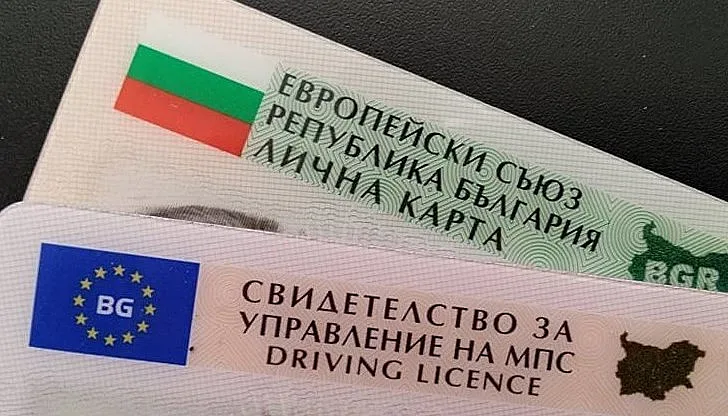 ЕВРОПЕЙСКИ СЪЮЗ
РЕПУБЛИКА БЪЛГАРИЯ
ЛИЧНА КАРТА
BGR
BG
СВИДЕТЕЛСТВО ЗА
УПРАВЛЕНИЕ НА МПС
DRIVING LICENCE